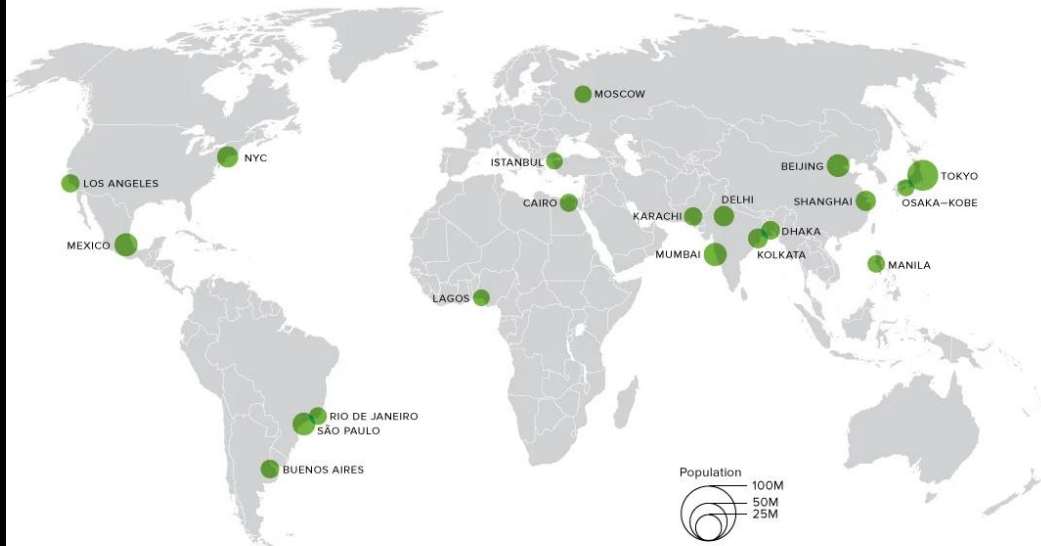 MOSCOW
NYC
ISTANBUL
BEIJING
LOS ANGELES
TOKYO
CAIRO
DELHI
SHANGHAI
OSAKA–KOBE
KARACHI
DHAKA
MEXICO
MUMBAI
KOLKATA
MANILA
LAGOS
RIO DE JANEIRO
SÃO PAULO
BUENOS AIRES
Population
100M
50M
25M